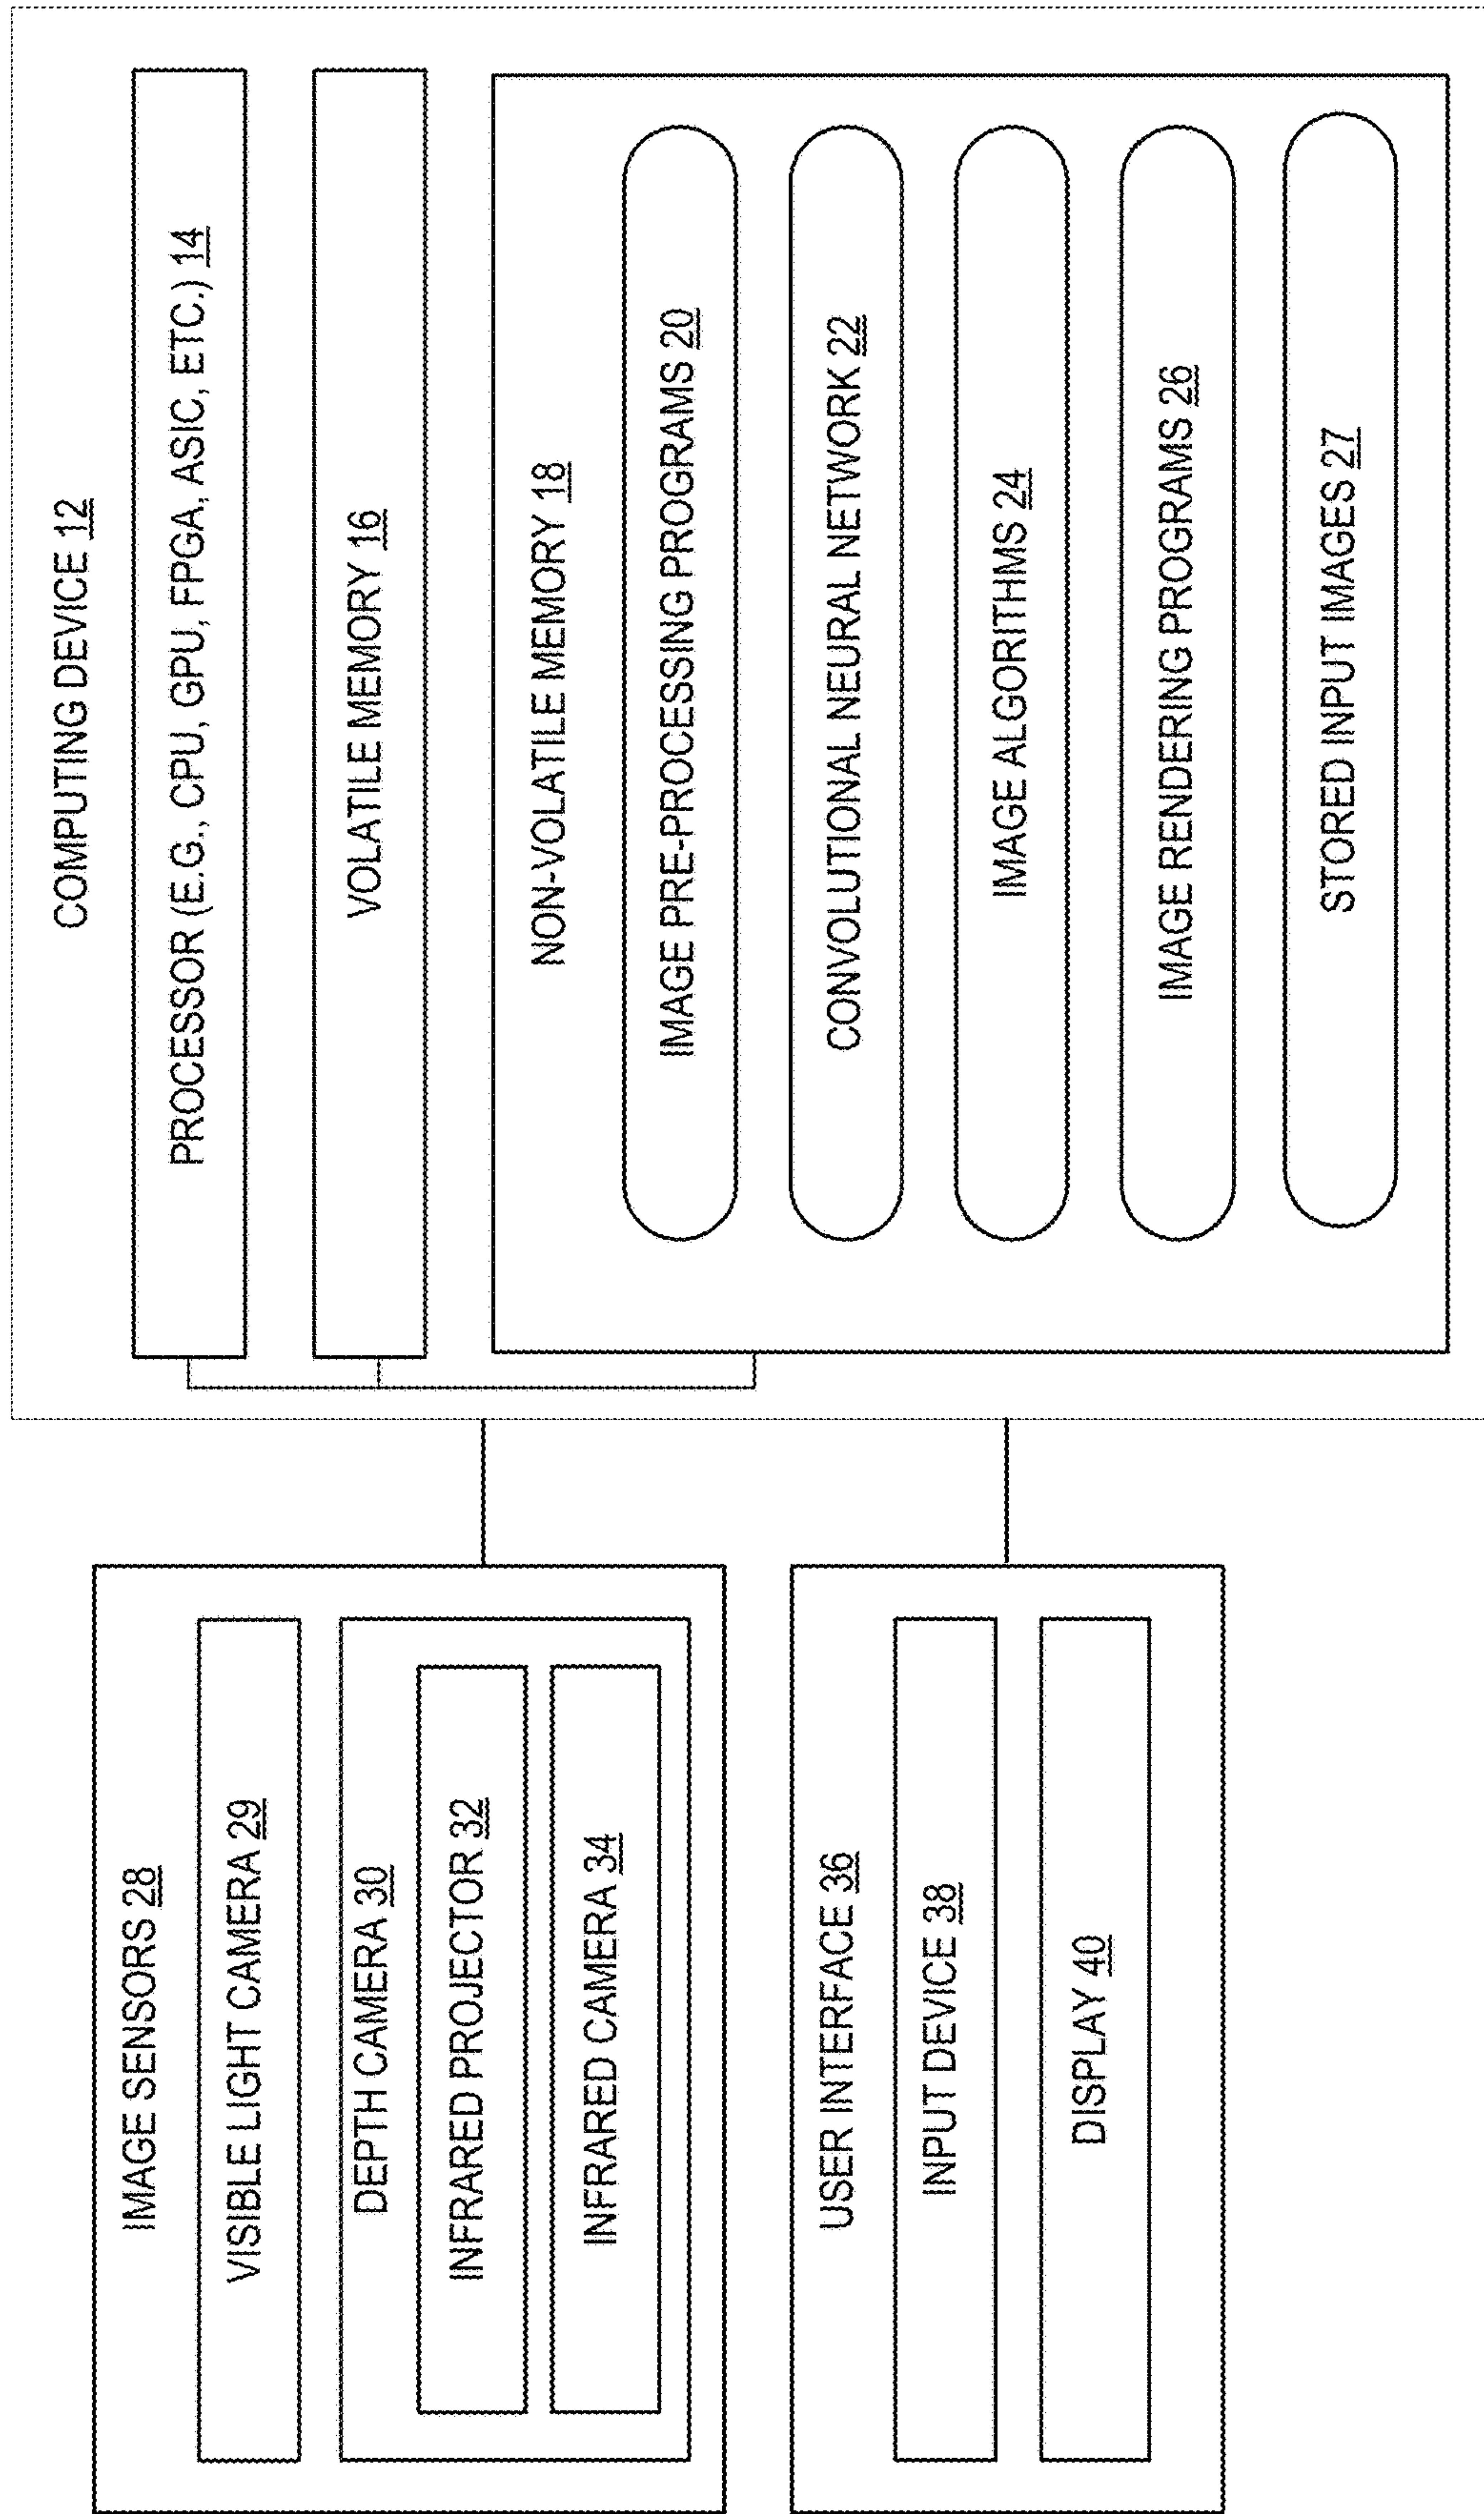 IMAGE SENSORS 28
VISIBLE LIGHT CAMERA 29
DEPTH CAMERA 30
INFRARED PROJECTOR 32
INFRARED CAMERA 34
USER INTERFACE 36
INPUT DEVICE 38
DISPLAY 40
COMPUTING DEVICE 12
PROCESSOR (E.G., CPU, GPU, FPGA, ASIC, ETC.) 14
VOLATILE MEMORY 16
NON-VOLATILE MEMORY 18
IMAGE PRE-PROCESSING PROGRAMS 20
CONVOLUTIONAL NEURAL NETWORK 22
IMAGE ALGORITHMS 24
IMAGE RENDERING PROGRAMS 26
STORED INPUT IMAGES 27